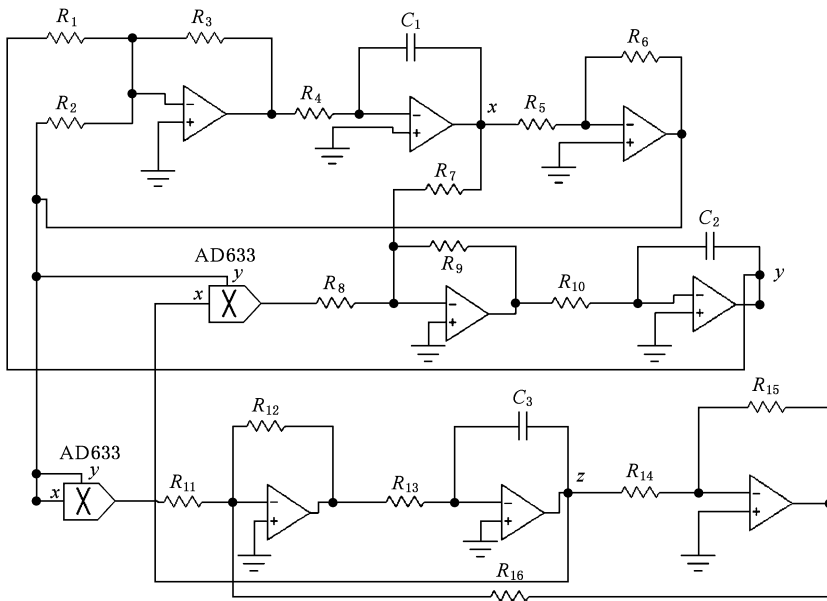 R1
R3
C1
R6
R2
R4
x
R5
−
+
−
+
−
+
R7
C2
AD633
y
R9
y
x
X
R8
R10
−
+
−
+
R15
R12
C3
AD633
y
z
R14
x
X
R11
R13
−
+
−
+
−
+
R16